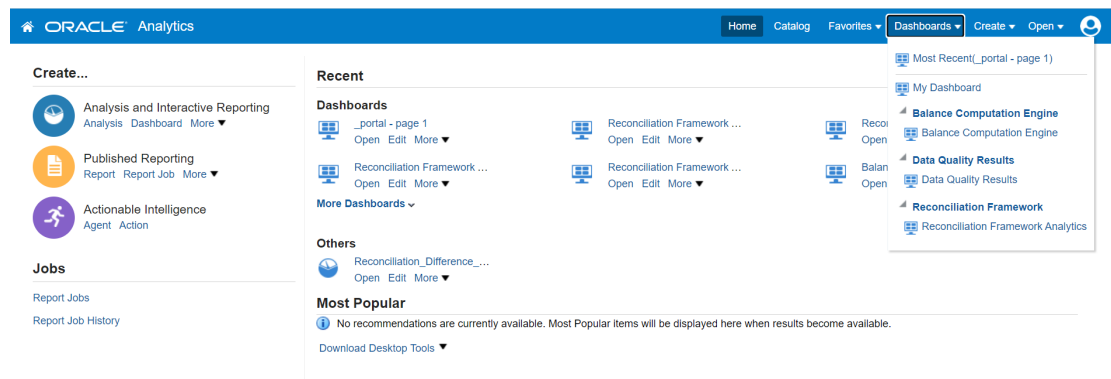 ORACLE Analytics
Home Catalog Favorites Dashboards Create Open
Most Recent(_portal - page 1)
My Dashboard
Balance Computation Engine
Balance Computation Engine
Data Quality Results
Data Quality Results
Reconciliation Framework
Reconciliation Framework Analytics
Create...
Analysis and Interactive Reporting
Analysis Dashboard More
Published Reporting
Report Report Job More
Actionable Intelligence
Agent Action
Jobs
Report Jobs
Report Job History
Recent
Dashboards
_portal - page 1
Open Edit More
Reconciliation Framework ...
Open Edit More
Recon
Open
Reconciliation Framework ...
Open Edit More
Reconciliation Framework ...
Open Edit More
Balan
Open
More Dashboards
Others
Reconciliation_Difference_...
Open Edit More
Most Popular
No recommendations are currently available. Most Popular items will be displayed here when results become available.
Download Desktop Tools